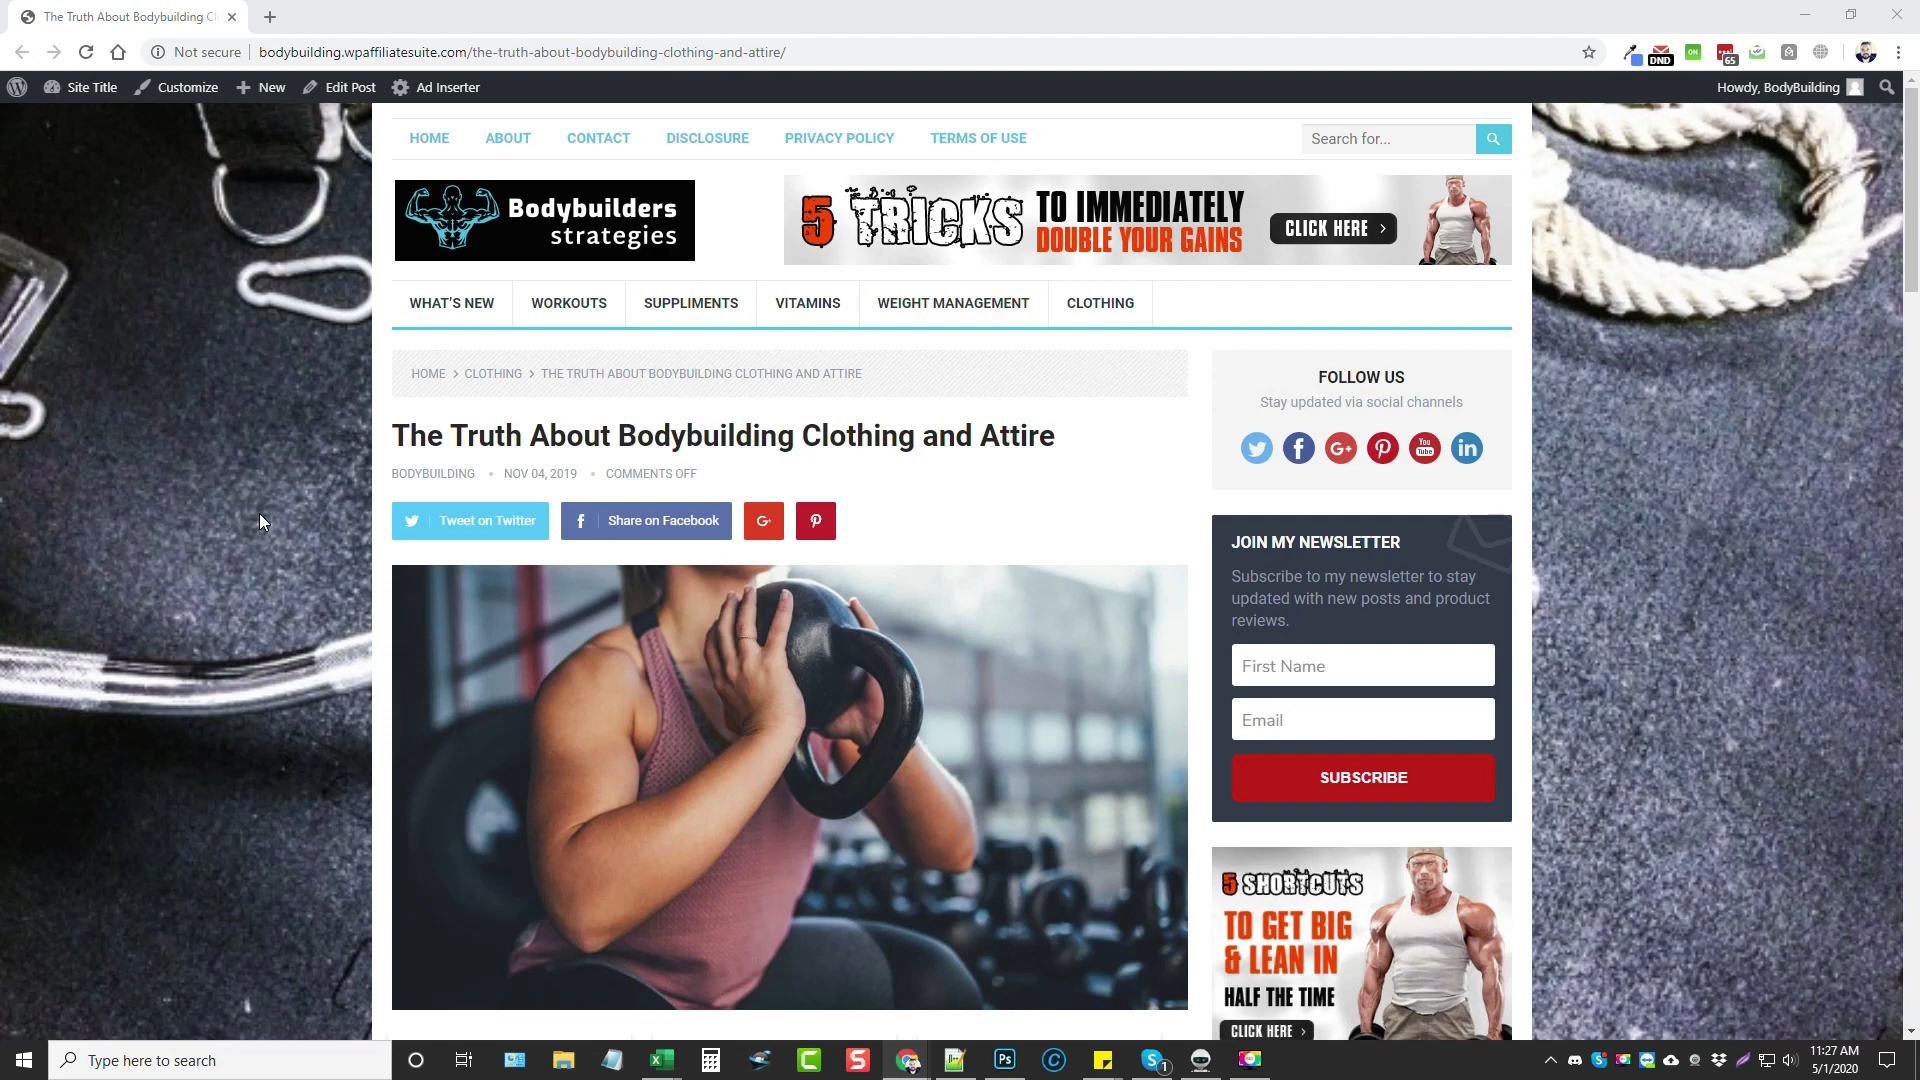 The Truth About Bodybuilding Cl
Not secure bodybuilding.wpaffiliatesuite.com/the-truth-about-bodybuilding-clothing-and-attire/
DND
ON
65
Site Title Customize New Edit Post Ad Inserter Howdy, BodyBuilding
HOME ABOUT CONTACT DISCLOSURE PRIVACY POLICY TERMS OF USE Search for...
Bodybuilders
strategies
5 TRICKS TO IMMEDIATELY
DOUBLE YOUR GAINS
CLICK HERE
WHAT'S NEW WORKOUTS SUPPLIMENTS VITAMINS WEIGHT MANAGEMENT CLOTHING
HOME > CLOTHING > THE TRUTH ABOUT BODYBUILDING CLOTHING AND ATTIRE
The Truth About Bodybuilding Clothing and Attire
BODYBUILDING • NOV 04, 2019 • COMMENTS OFF
Tweet on Twitter Share on Facebook G+
FOLLOW US
Stay updated via social channels
G+ You Tube in
JOIN MY NEWSLETTER
Subscribe to my newsletter to stay
updated with new posts and product
reviews.
First Name
Email
SUBSCRIBE
5 SHORTCUTS
TO GET BIG
& LEAN IN
HALF THE TIME
CLICK HERE
Type here to search
Ps
1
11:27 AM
5/1/2020